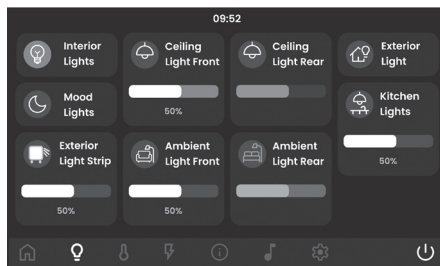 09:52
Interior
Lights
Ceiling
Light Front
50%
Ceiling
Light Rear
Exterior
Light
Mood
Lights
Kitchen
Lights
50%
Exterior
Light Strip
50%
Ambient
Light Front
50%
Ambient
Light Rear